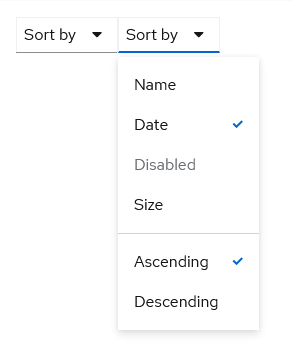 Sort by Sort by
Name
Date
Disabled
Size
Ascending
Descending